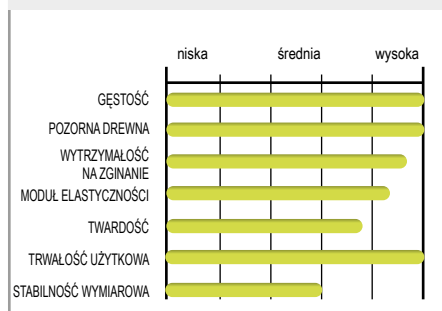 niska średnia wysoka
GĘSTOŚĆ
POZORNA DREWNA
WYTRZYMAŁOŚĆ
NA ZGINANIE
MODUŁ ELASTYCZNOŚCI
TWARDOŚĆ
TRWAŁOŚĆ UŻYTKOWA
STABILNOŚĆ WYMIAROWA